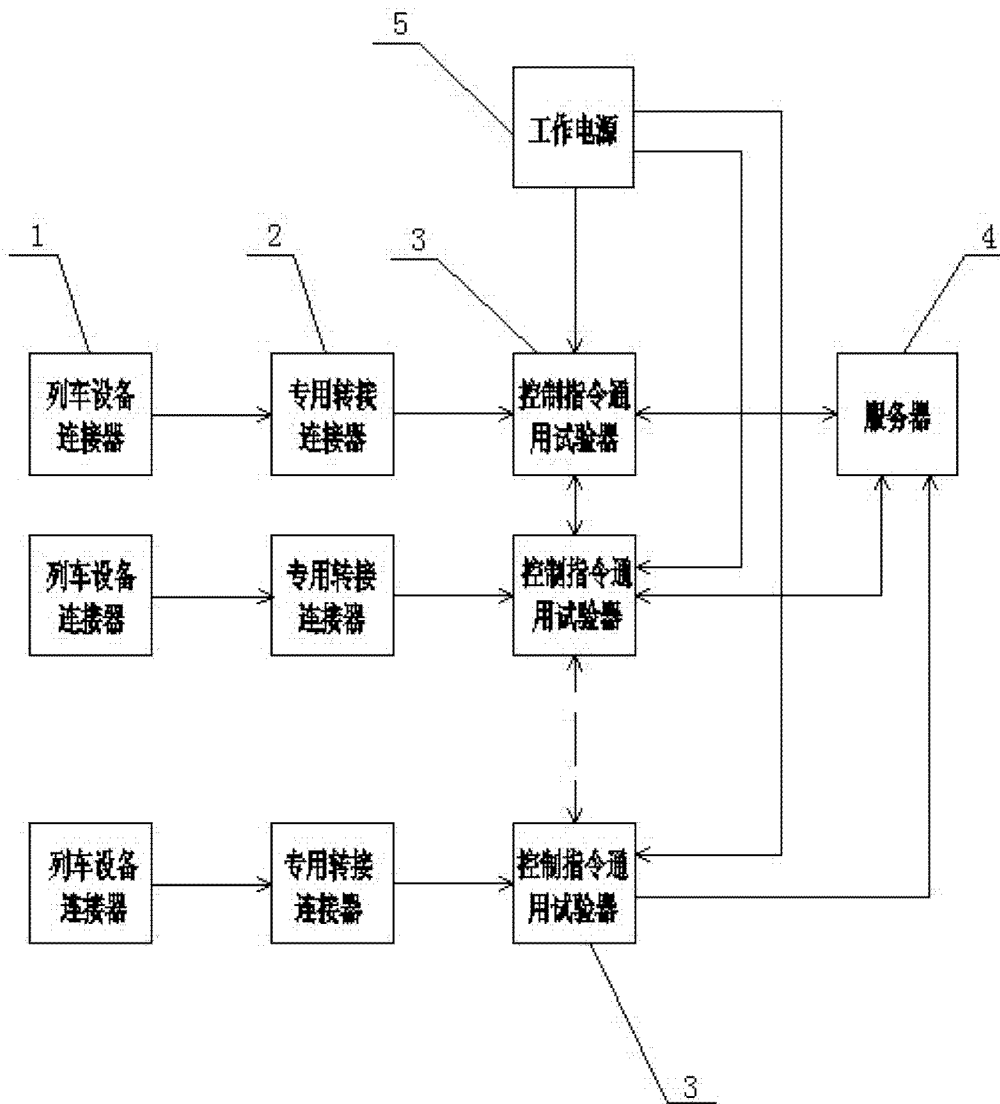 5
工作电源
1
2
3
4
列车设备
连接器
专用转接
连接器
控制指令通
用试验器
服务器
列车设备
连接器
专用转接
连接器
控制指令通
用试验器
列车设备
连接器
专用转接
连接器
控制指令通
用试验器
3